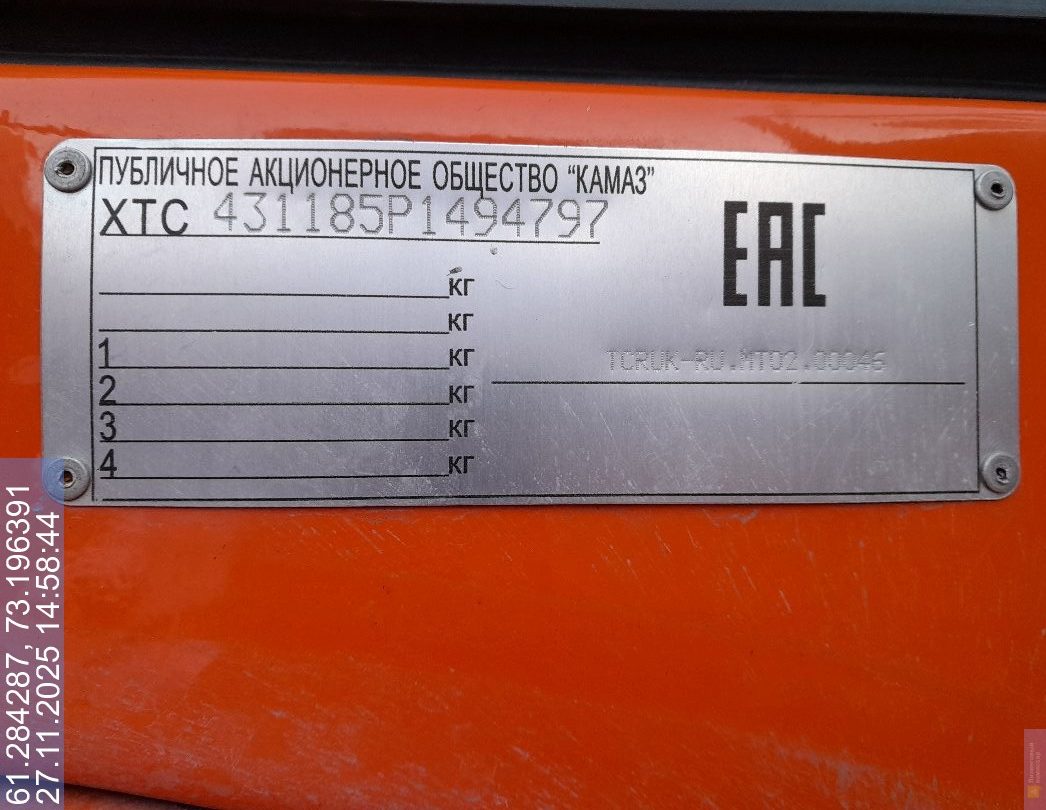 ПУБЛИЧНОЕ АКЦИОНЕРНОЕ ОБЩЕСТВО “КАМАЗ”
XTC 431185P1494797
EAC
кг
кг
1 кг
2 кг
3 кг
4 кг
TCRUK-RU.MT02.00046
61.284287, 73.196391
27.11.2025 14:58:44